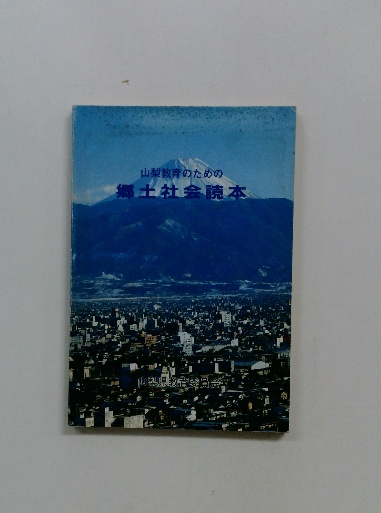 山梨教育のための
郷土社会読本
山梨県教育委員会